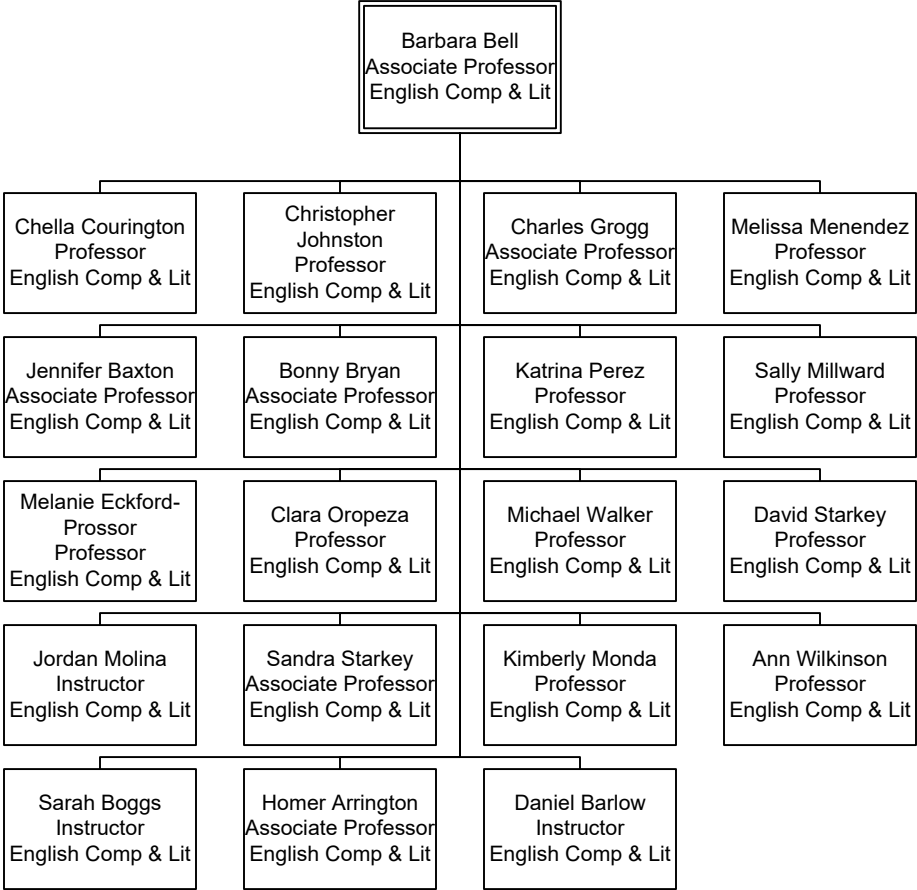 Barbara Bell
Associate Professor
English Comp & Lit
Chella Courington
Professor
English Comp & Lit
Christopher
Johnston
Professor
English Comp & Lit
Charles Grogg
Associate Professor
English Comp & Lit
Melissa Menendez
Professor
English Comp & Lit
Jennifer Baxton
Associate Professor
English Comp & Lit
Bonny Bryan
Associate Professor
English Comp & Lit
Katrina Perez
Professor
English Comp & Lit
Sally Millward
Professor
English Comp & Lit
Melanie Eckford-
Prossor
Professor
English Comp & Lit
Clara Oropeza
Professor
English Comp & Lit
Michael Walker
Professor
English Comp & Lit
David Starkey
Professor
English Comp & Lit
Jordan Molina
Instructor
English Comp & Lit
Sandra Starkey
Associate Professor
English Comp & Lit
Kimberly Monda
Professor
English Comp & Lit
Ann Wilkinson
Professor
English Comp & Lit
Sarah Boggs
Instructor
English Comp & Lit
Homer Arrington
Associate Professor
English Comp & Lit
Daniel Barlow
Instructor
English Comp & Lit